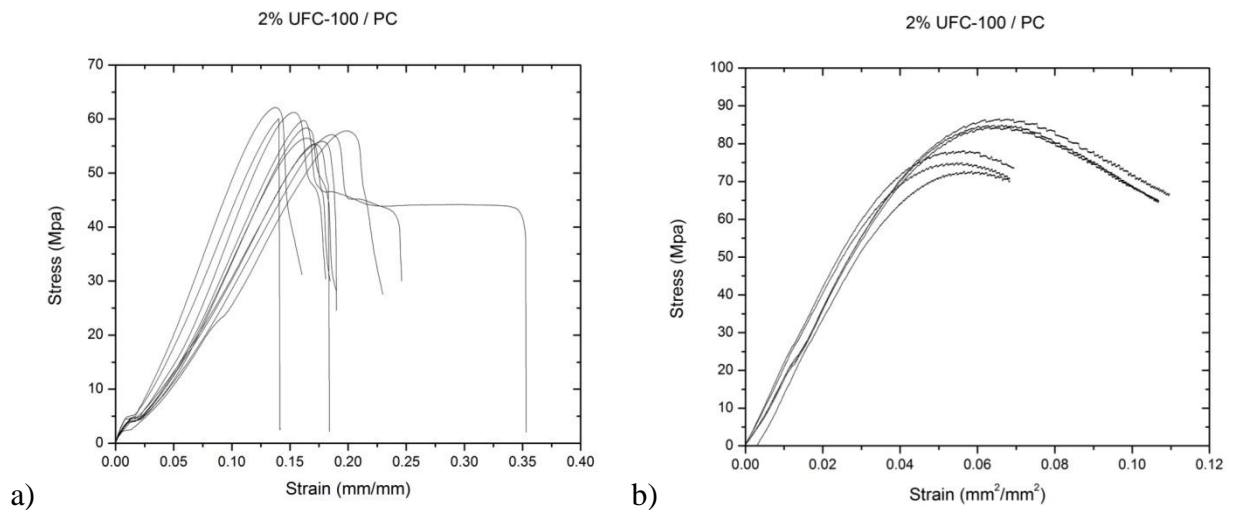 2% UFC-100 / PC
70
60
50
40
30
20
10
0
Stress (Mpa)
0.00 0.05 0.10 0.15 0.20 0.25 0.30 0.35 0.40
Strain (mm/mm)
a)
2% UFC-100 / PC
100
90
80
70
60
50
40
30
20
10
0
Stress (MPa)
0.00 0.02 0.04 0.06 0.08 0.10 0.12
Strain (mm²/mm²)
b)